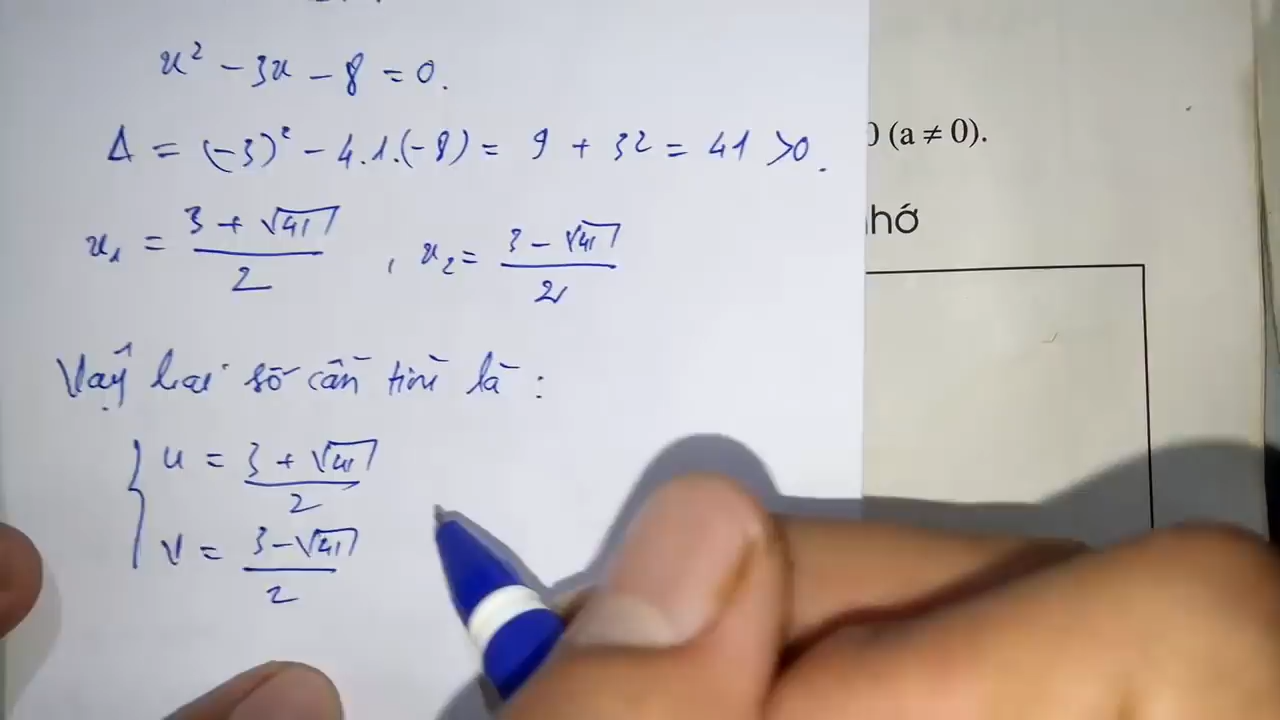 x² - 3x - 8 = 0.
Δ = (-3)² - 4.1.(-8) = 9 + 32 = 41 > 0.
x₁ = (3 + √41)/2 , x₂ = (3 - √41)/2
Vậy hai số cần tìm là :
{ u = (3 + √41)/2
v = (3 - √41)/2
0 (a ≠ 0).
nhớ